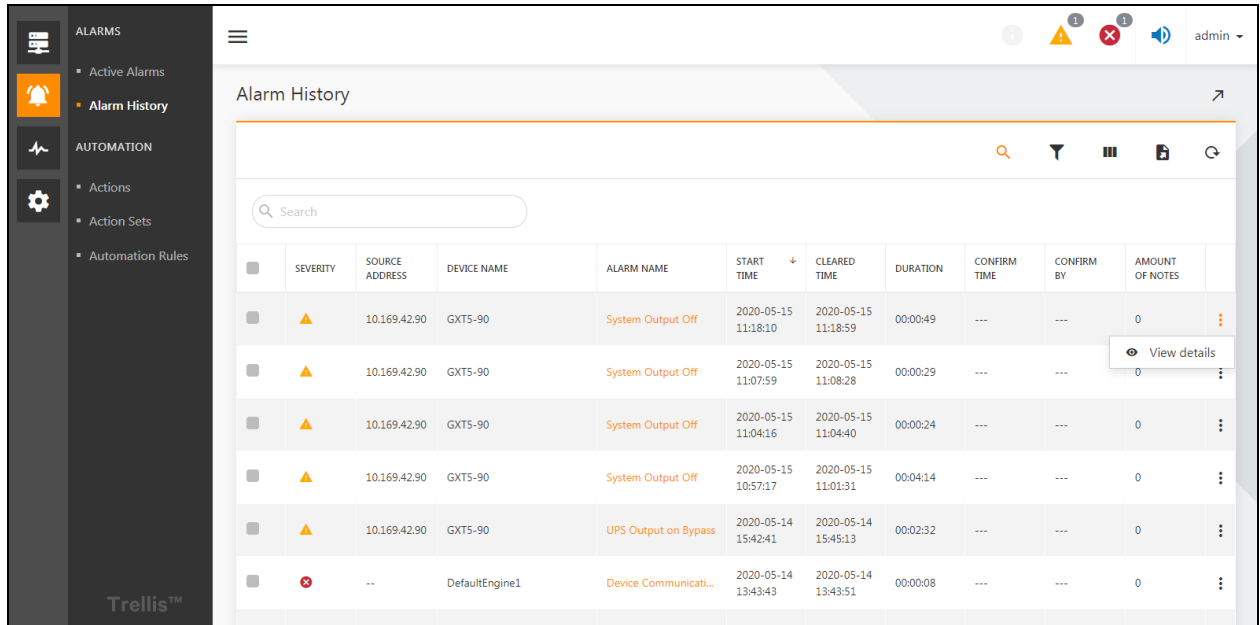 ALARMS
Active Alarms
Alarm History
AUTOMATION
Actions
Action Sets
Automation Rules
Trellis™
1
1
admin
Alarm History
Search
SEVERITY
SOURCE
ADDRESS
DEVICE NAME
ALARM NAME
START
TIME
CLEARED
TIME
DURATION
CONFIRM
TIME
CONFIRM
BY
AMOUNT
OF NOTES
10.169.42.90 GXT5-90 System Output Off 2020-05-15 2020-05-15 00:00:49 --- --- 0
11:18:10 11:18:59
View details
10.169.42.90 GXT5-90 System Output Off 2020-05-15 2020-05-15 00:00:29 --- --- 0
11:07:59 11:08:28
10.169.42.90 GXT5-90 System Output Off 2020-05-15 2020-05-15 00:00:24 --- --- 0
11:04:16 11:04:40
10.169.42.90 GXT5-90 System Output Off 2020-05-15 2020-05-15 00:04:14 --- --- 0
10:57:17 11:01:31
10.169.42.90 GXT5-90 UPS Output on Bypass 2020-05-14 2020-05-14 00:02:32 --- --- 0
15:42:41 15:45:13
-- DefaultEngine1 Device Communicati... 2020-05-14 2020-05-14 00:00:08 --- --- 0
13:43:43 13:43:51